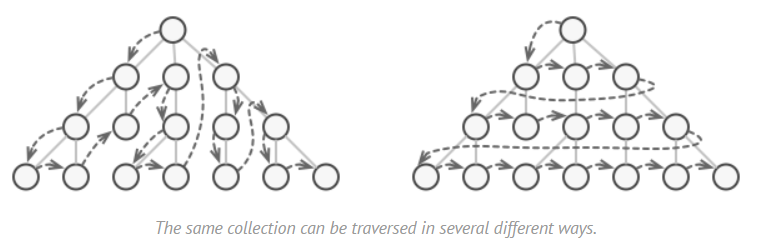 The same collection can be traversed in several different ways.